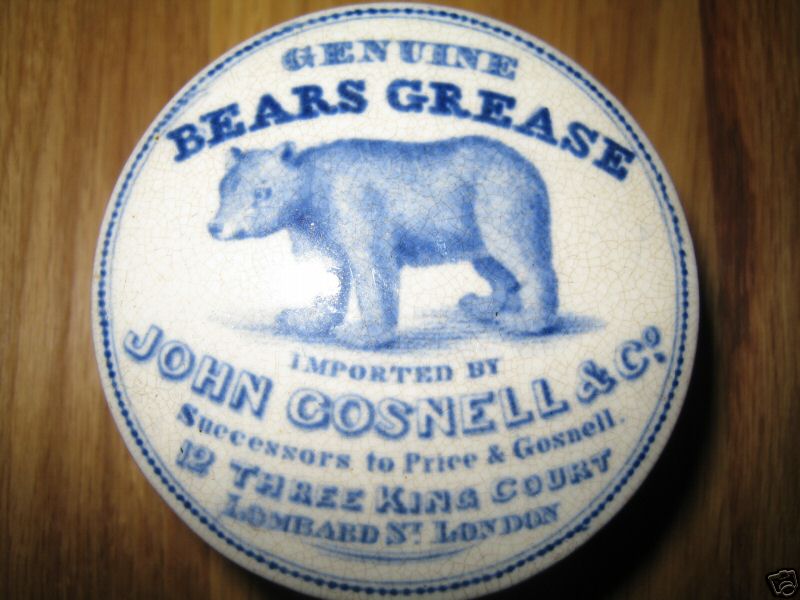 GENUINE
BEARS GREASE
IMPORTED BY
JOHN GOSNELL & Co.
Successors to Price & Gosnell.
12 THREE KING COURT
LOMBARD ST. LONDON